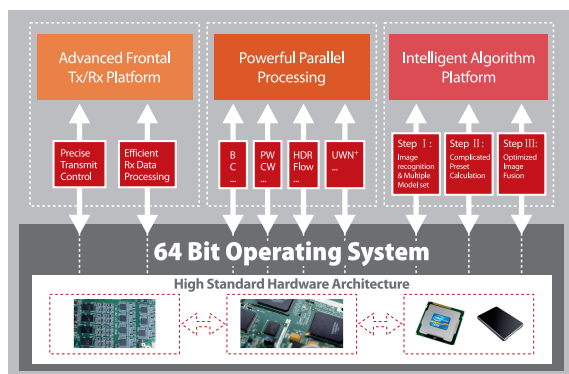 Advanced Frontal
Tx/Rx Platform
Powerful Parallel
Processing
Intelligent Algorithm
Platform
Precise
Transmit
Control
Efficient
Rx Data
Processing
B
C
...
PW
CW
...
HDR
Flow
...
UWN+
...
Step Ⅰ:
Image
recognition
& Multiple
Model set
Step Ⅱ:
Complicated
Preset
Calculation
Step Ⅲ:
Optimized
Image
Fusion
64 Bit Operating System
High Standard Hardware Architecture